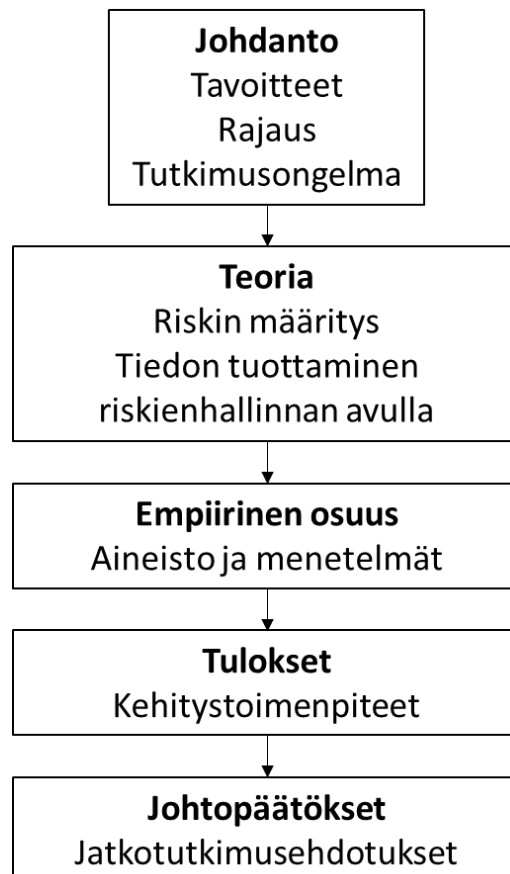 Johdanto
Tavoitteet
Rajaus
Tutkimusongelma
Teoria
Riskin määritys
Tiedon tuottaminen
riskienhallinnan avulla
Empiirinen osuus
Aineisto ja menetelmät
Tulokset
Kehitystoimenpiteet
Johtopäätökset
Jatkotutkimusehdotukset